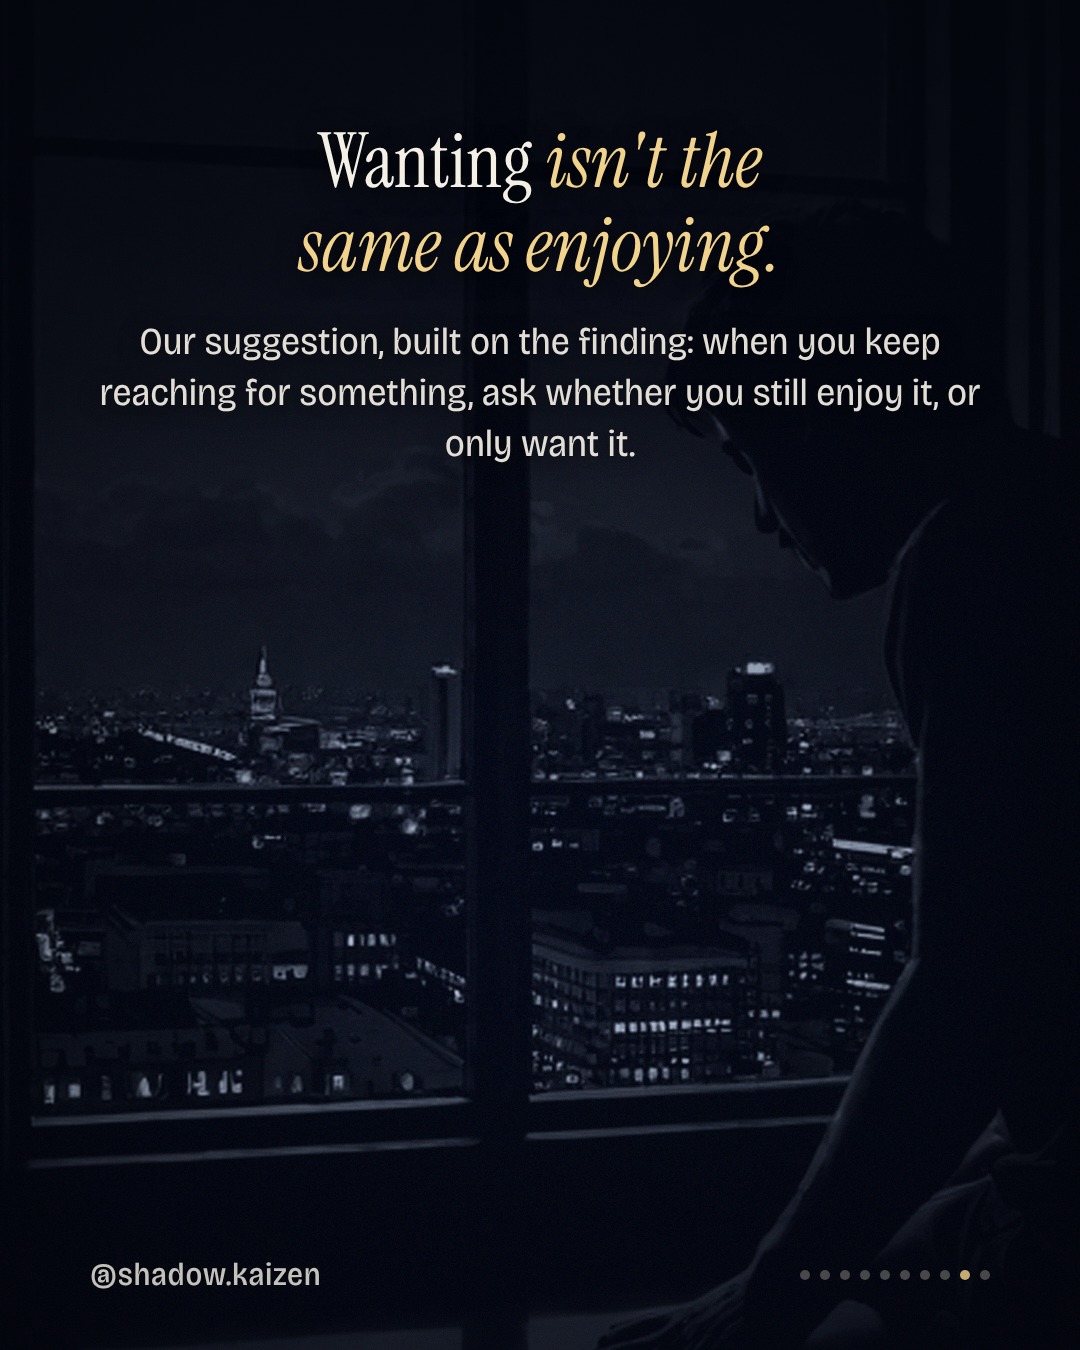 Wanting isn't the
same as enjoying.
Our suggestion, built on the finding: when you keep
reaching for something, ask whether you still enjoy it, or
only want it.
@shadow.kaizen